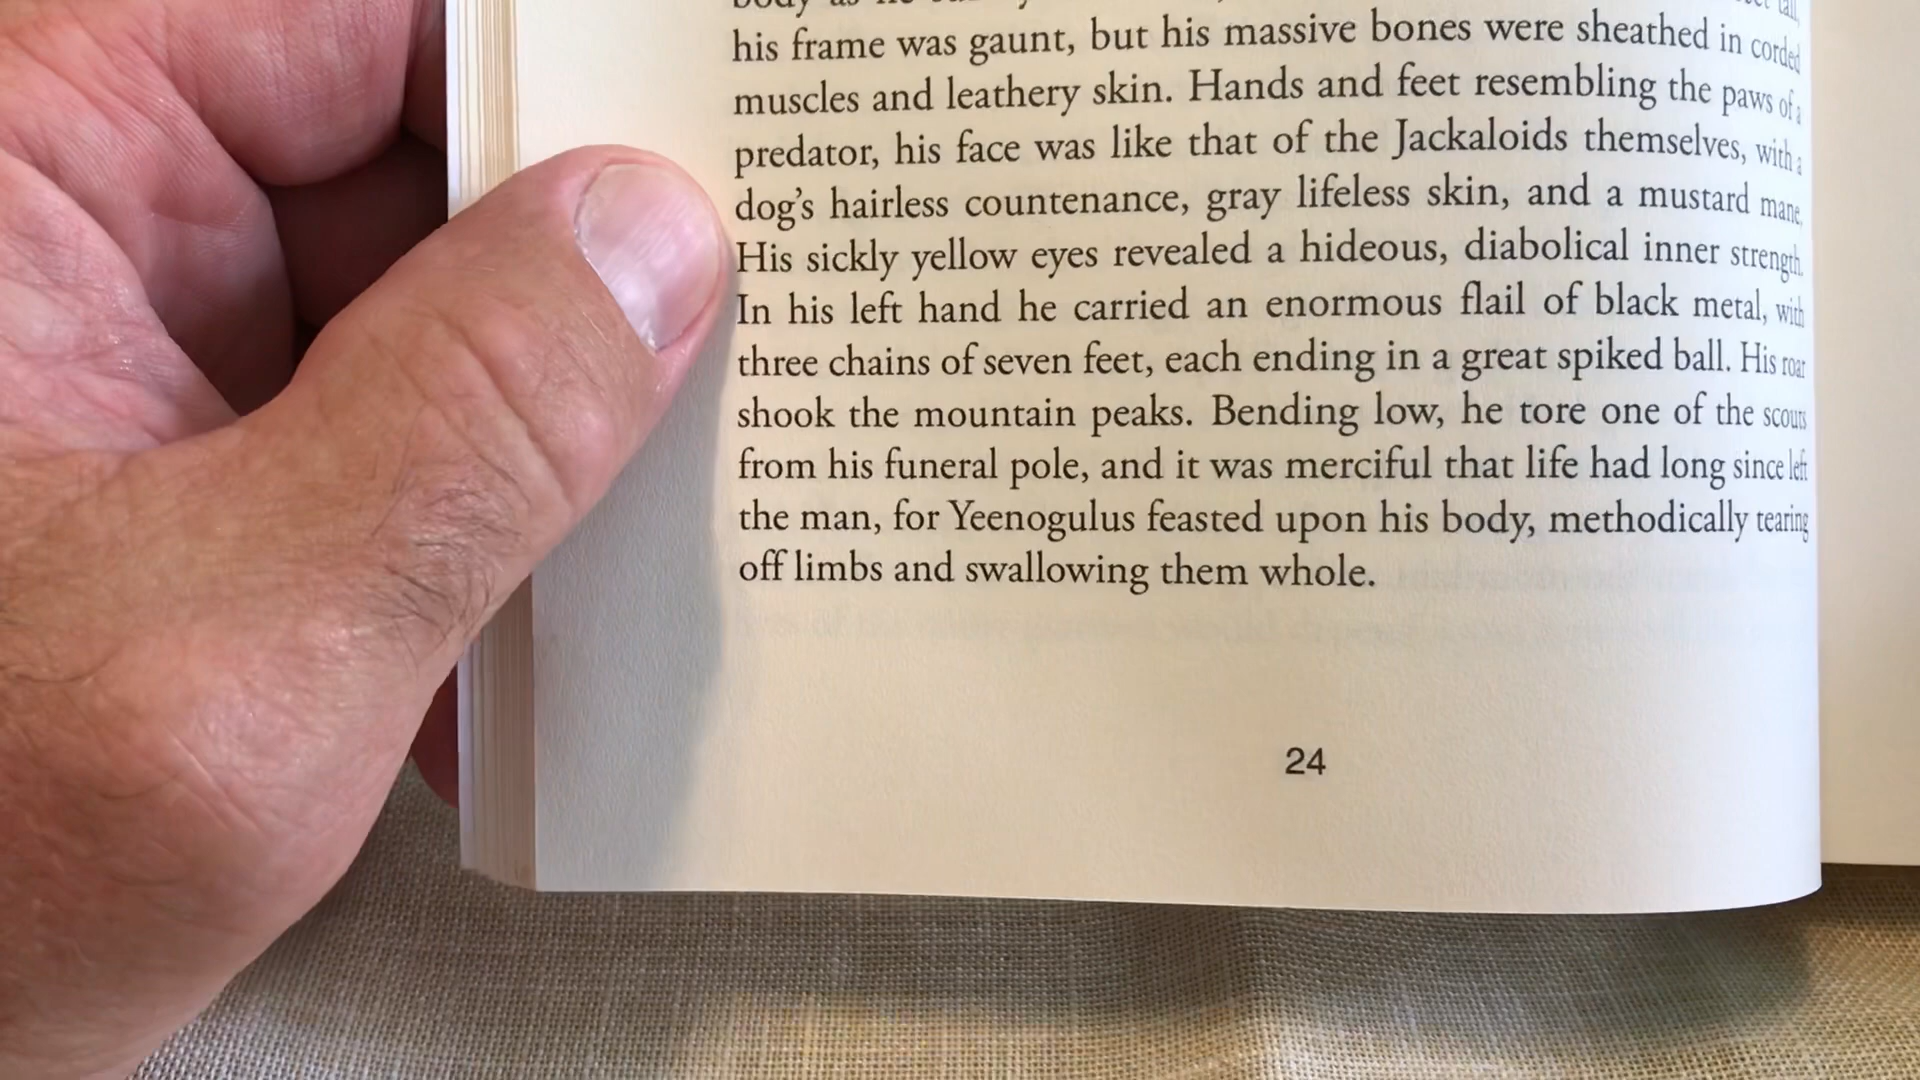 body as he
his frame was gaunt, but his massive bones were sheathed in corded
muscles and leathery skin. Hands and feet resembling the paws of a
predator, his face was like that of the Jackaloids themselves, with a
dog’s hairless countenance, gray lifeless skin, and a mustard mane.
His sickly yellow eyes revealed a hideous, diabolical inner strength.
In his left hand he carried an enormous flail of black metal, with
three chains of seven feet, each ending in a great spiked ball. His roar
shook the mountain peaks. Bending low, he tore one of the scouts
from his funeral pole, and it was merciful that life had long since left
the man, for Yeenogulus feasted upon his body, methodically tearing
off limbs and swallowing them whole.
24